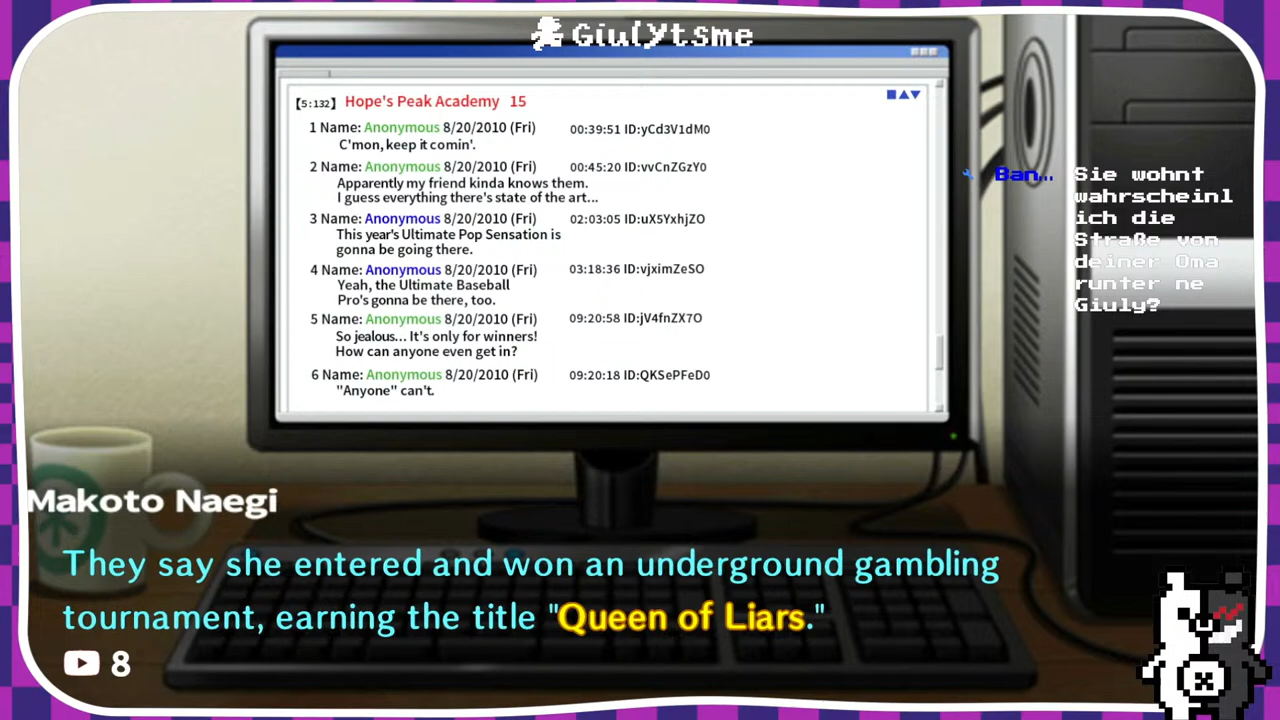 GiulYtsme
【5:132】 Hope's Peak Academy 15
1 Name: Anonymous 8/20/2010 (Fri) 00:39:51 ID:yCd3V1dM0
C'mon, keep it comin'.
2 Name: Anonymous 8/20/2010 (Fri) 00:45:20 ID:vvCnZGzY0
Apparently my friend kinda knows them.
I guess everything there's state of the art...
3 Name: Anonymous 8/20/2010 (Fri) 02:03:05 ID:uX5YxhjZO
This year's Ultimate Pop Sensation is
gonna be going there.
4 Name: Anonymous 8/20/2010 (Fri) 03:18:36 ID:vjximZeSO
Yeah, the Ultimate Baseball
Pro's gonna be there, too.
5 Name: Anonymous 8/20/2010 (Fri) 09:20:58 ID:jV4fnZX7O
So jealous... It's only for winners!
How can anyone even get in?
6 Name: Anonymous 8/20/2010 (Fri) 09:20:18 ID:QKSePFeD0
"Anyone" can't.
Ban... Sie wohnt
wahrscheinl
ich die
Straße von
deiner Oma
runter ne
Giuly?
Makoto Naegi
They say she entered and won an underground gambling
tournament, earning the title "Queen of Liars."
8